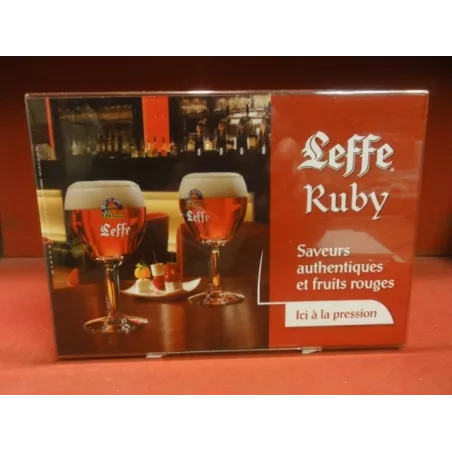 Leffe
Ruby
Saveurs
authentiques
et fruits rouges
Ici à la pression
Leffe
Leffe